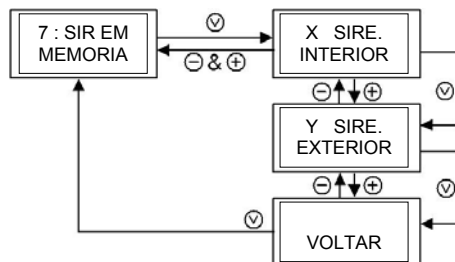 7 : SIR EM
MEMORIA
V
− & +
X SIRE.
INTERIOR
− +
V
Y SIRE.
EXTERIOR
− +
V
V
VOLTAR